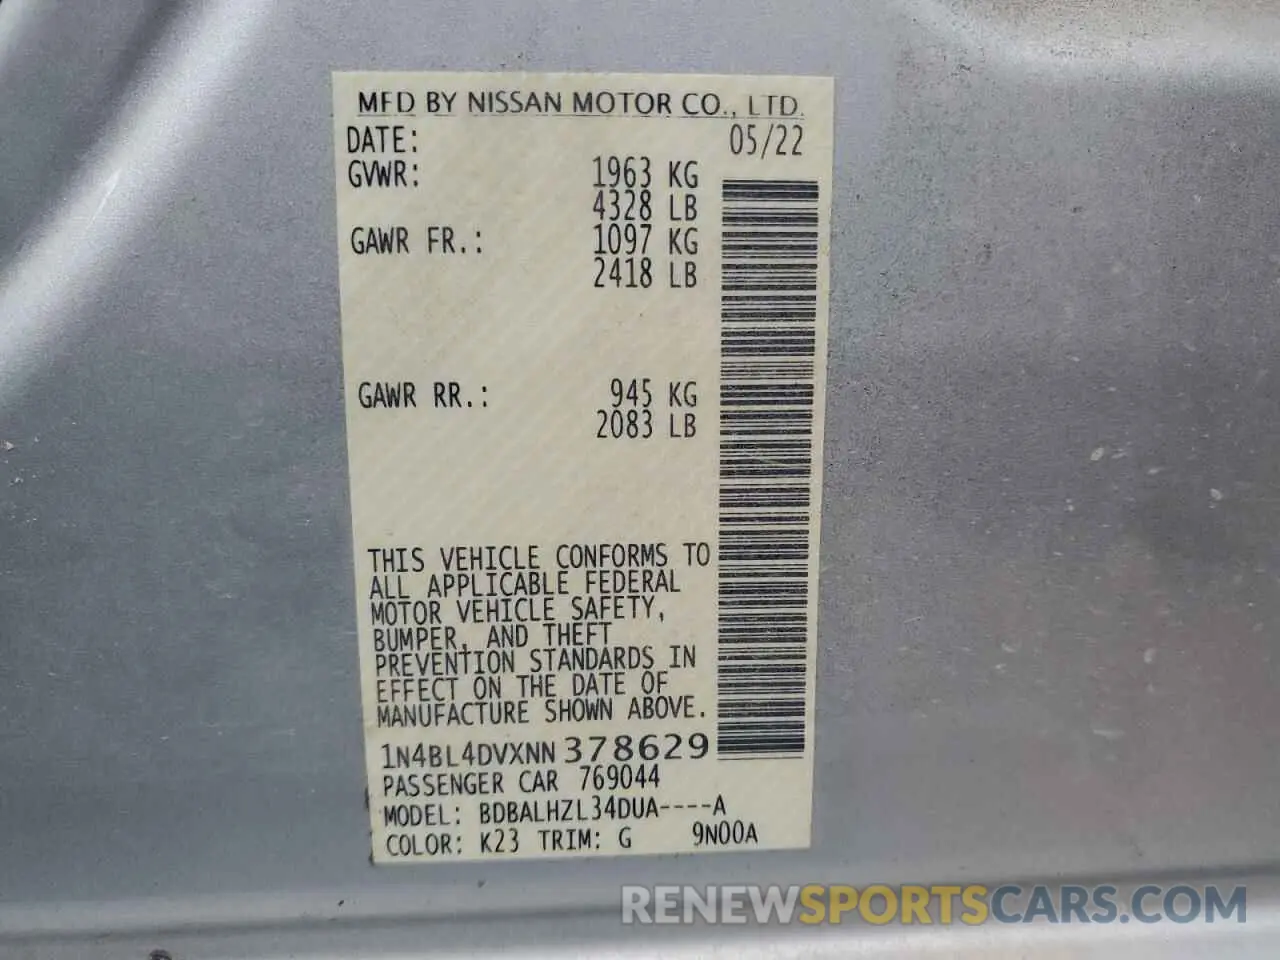 MFD BY NISSAN MOTOR CO., LTD.
DATE: 05/22
GVWR: 1963 KG
4328 LB
GAWR FR.: 1097 KG
2418 LB
GAWR RR.: 945 KG
2083 LB
THIS VEHICLE CONFORMS TO
ALL APPLICABLE FEDERAL
MOTOR VEHICLE SAFETY,
BUMPER, AND THEFT
PREVENTION STANDARDS IN
EFFECT ON THE DATE OF
MANUFACTURE SHOWN ABOVE.
1N4BL4DVXNN 378629
PASSENGER CAR 769044
MODEL: BDBALHZL34DUA----A
COLOR: K23 TRIM: G 9N00A
RENEWSPORTSCARS.COM